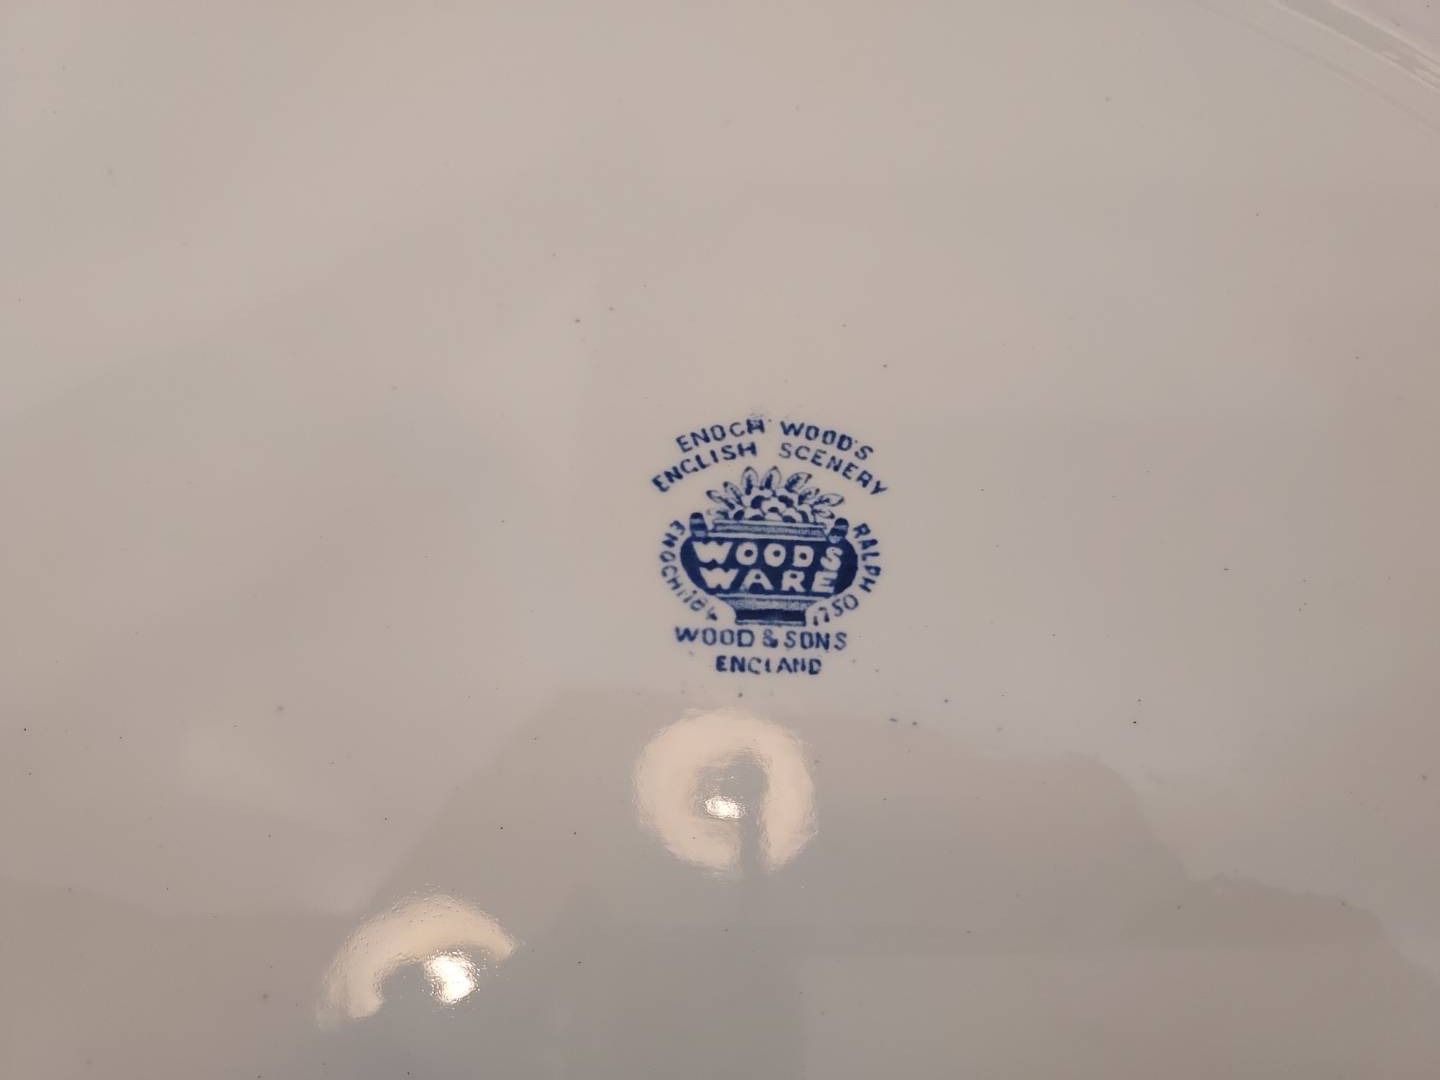 ENOCH WOOD'S
ENGLISH SCENERY
ENOCH 1784
RALPH 1750
WOODS
WARE
WOOD & SONS
ENGLAND